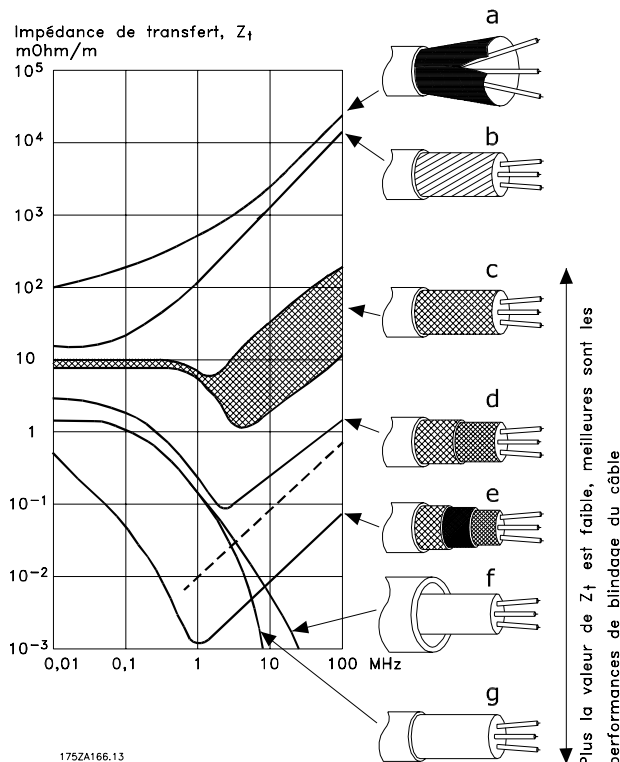 Impédance de transfert, Zt
mOhm/m
10⁵
10⁴
10³
10²
10
1
10⁻¹
10⁻²
10⁻³
0,01 0,1 1 10 100 MHz
a
b
c
d
e
f
g
Plus la valeur de Zt est faible, meilleures sont les
performances de blindage du câble
175ZA166.13